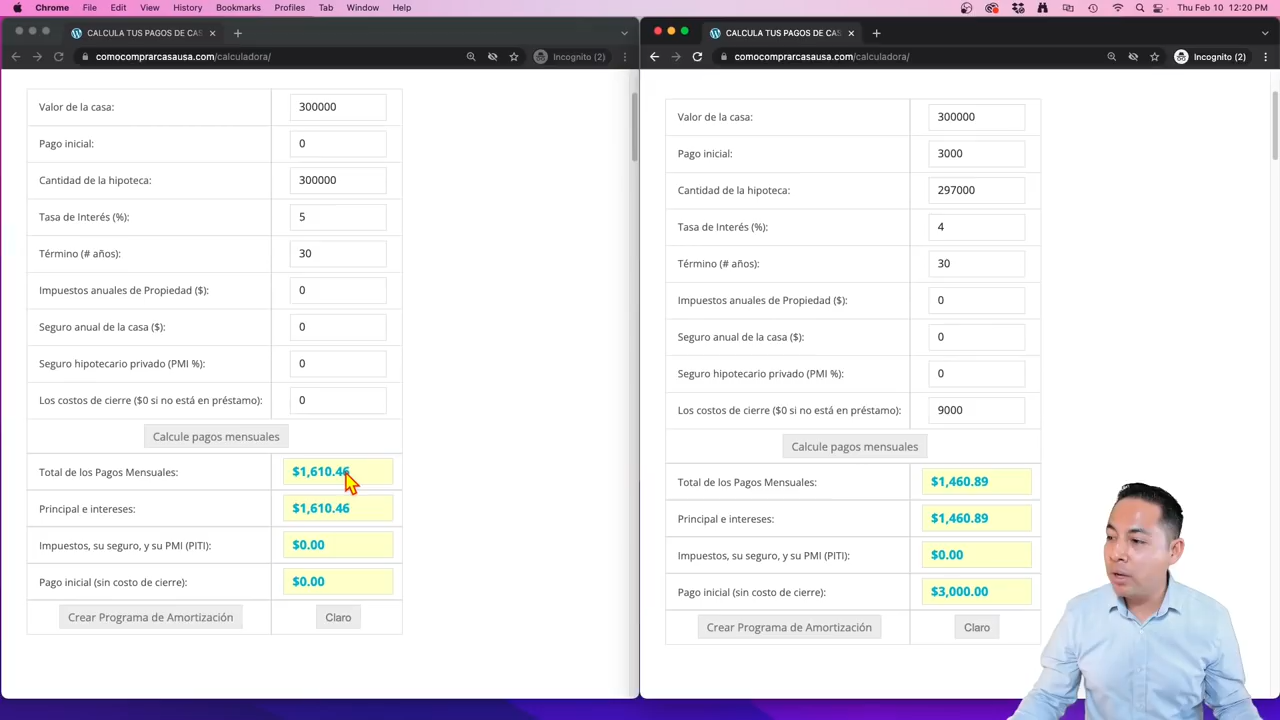 Chrome File Edit View History Bookmarks Profiles Tab Window Help
Thu Feb 10 12:20 PM
CALCULA TUS PAGOS DE CAS
comocomprarcasausa.com/calculadora/
Incognito (2)
Valor de la casa: 300000
Pago inicial: 0
Cantidad de la hipoteca: 300000
Tasa de Interés (%): 5
Término (# años): 30
Impuestos anuales de Propiedad ($): 0
Seguro anual de la casa ($): 0
Seguro hipotecario privado (PMI %): 0
Los costos de cierre ($0 si no está en préstamo): 0
Calcule pagos mensuales
Total de los Pagos Mensuales: $1,610.46
Principal e intereses: $1,610.46
Impuestos, su seguro, y su PMI (PITI): $0.00
Pago inicial (sin costo de cierre): $0.00
Crear Programa de Amortización Claro
CALCULA TUS PAGOS DE CAS
comocomprarcasausa.com/calculadora/
Incognito (2)
Valor de la casa: 300000
Pago inicial: 3000
Cantidad de la hipoteca: 297000
Tasa de Interés (%): 4
Término (# años): 30
Impuestos anuales de Propiedad ($): 0
Seguro anual de la casa ($): 0
Seguro hipotecario privado (PMI %): 0
Los costos de cierre ($0 si no está en préstamo): 9000
Calcule pagos mensuales
Total de los Pagos Mensuales: $1,460.89
Principal e intereses: $1,460.89
Impuestos, su seguro, y su PMI (PITI): $0.00
Pago inicial (sin costo de cierre): $3,000.00
Crear Programa de Amortización Claro